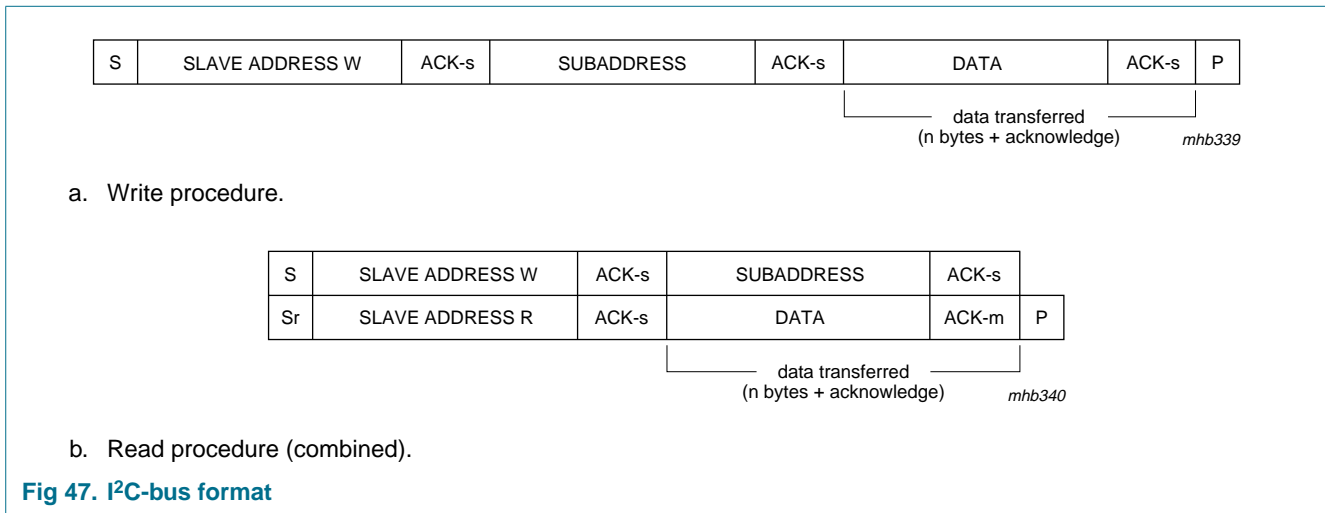 S SLAVE ADDRESS W ACK-s SUBADDRESS ACK-s DATA ACK-s P
data transferred
(n bytes + acknowledge)
mhb339
a. Write procedure.
S SLAVE ADDRESS W ACK-s SUBADDRESS ACK-s
Sr SLAVE ADDRESS R ACK-s DATA ACK-m P
data transferred
(n bytes + acknowledge)
mhb340
b. Read procedure (combined).
Fig 47. I²C-bus format